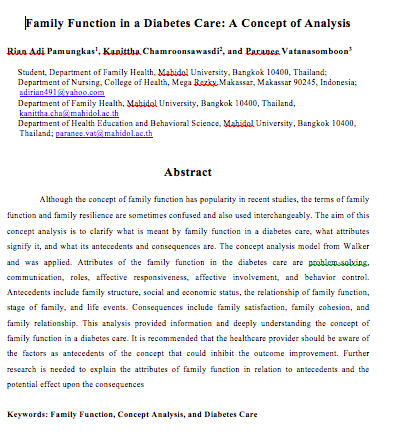 Family Function in a Diabetes Care: A Concept of Analysis
Rian Adi Pamungkas¹, Kanittha Chamroonsawasdi², and Paranee Vatanasomboon³
Student, Department of Family Health, Mahidol University, Bangkok 10400, Thailand;
Department of Nursing, College of Health, Mega Rezky Makassar, Makassar 90245, Indonesia;
adirian491@yahoo.com
Department of Family Health, Mahidol University, Bangkok 10400, Thailand,
kanittha.cha@mahidol.ac.th
Department of Health Education and Behavioral Science, Mahidol University, Bangkok 10400,
Thailand; paranee.vat@mahidol.ac.th
Abstract
Although the concept of family function has popularity in recent studies, the terms of family
function and family resilience are sometimes confused and also used interchangeably. The aim of this
concept analysis is to clarify what is meant by family function in a diabetes care, what attributes
signify it, and what its antecedents and consequences are. The concept analysis model from Walker
and was applied. Attributes of the family function in the diabetes care are problem-solving,
communication, roles, affective responsiveness, affective involvement, and behavior control.
Antecedents include family structure, social and economic status, the relationship of family function,
stage of family, and life events. Consequences include family satisfaction, family cohesion, and
family relationship. This analysis provided information and deeply understanding the concept of
family function in a diabetes care. It is recommended that the healthcare provider should be aware of
the factors as antecedents of the concept that could inhibit the outcome improvement. Further
research is needed to explain the attributes of family function in relation to antecedents and the
potential effect upon the consequences
Keywords: Family Function, Concept Analysis, and Diabetes Care